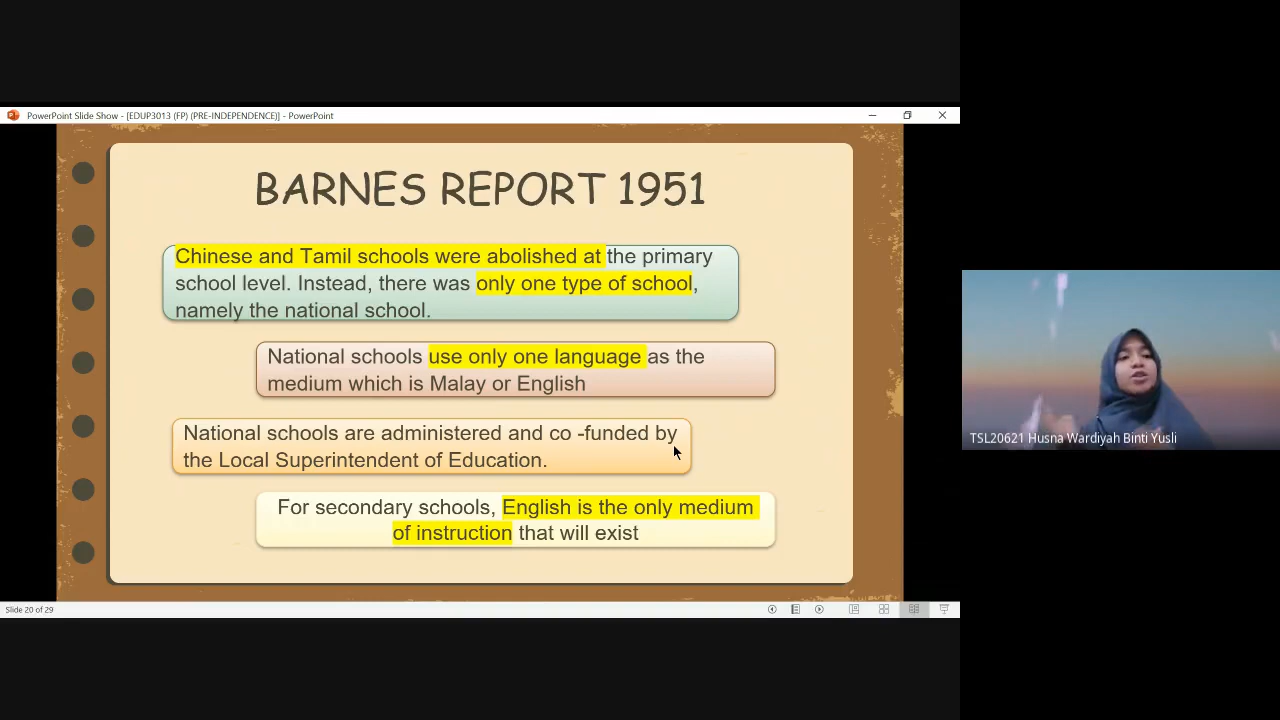 PowerPoint Slide Show - [EDUP3013 (FP) (PRE-INDEPENDENCE)] - PowerPoint
BARNES REPORT 1951
Chinese and Tamil schools were abolished at the primary
school level. Instead, there was only one type of school,
namely the national school.
National schools use only one language as the
medium which is Malay or English
National schools are administered and co -funded by
the Local Superintendent of Education.
For secondary schools, English is the only medium
of instruction that will exist
TSL20621 Husna Wardiyah Binti Yusli
Slide 20 of 29